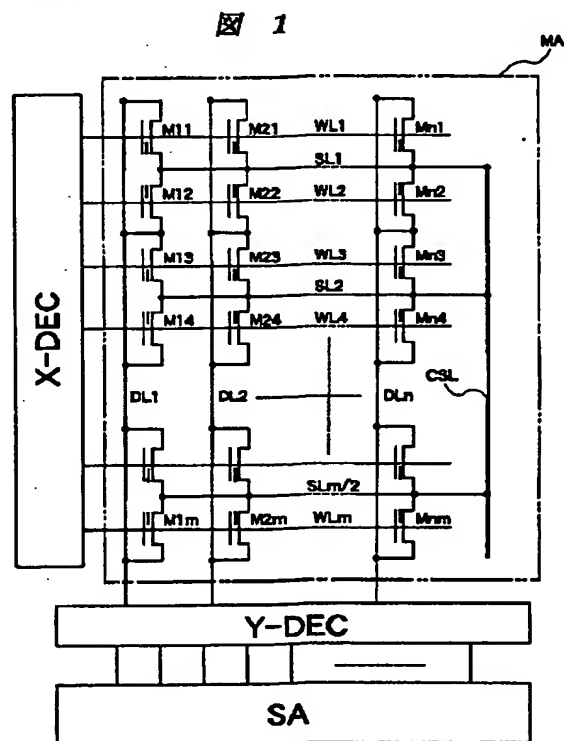 図 1
MA
M11 M21 WL1 Mn1
SL1
M12 M22 WL2 Mn2
M13 M23 WL3 Mn3
SL2
M14 M24 WL4 Mn4
X-DEC
DL1 DL2 DLn CSL
SLm/2
M1m M2m WLm Mnm
Y-DEC
SA